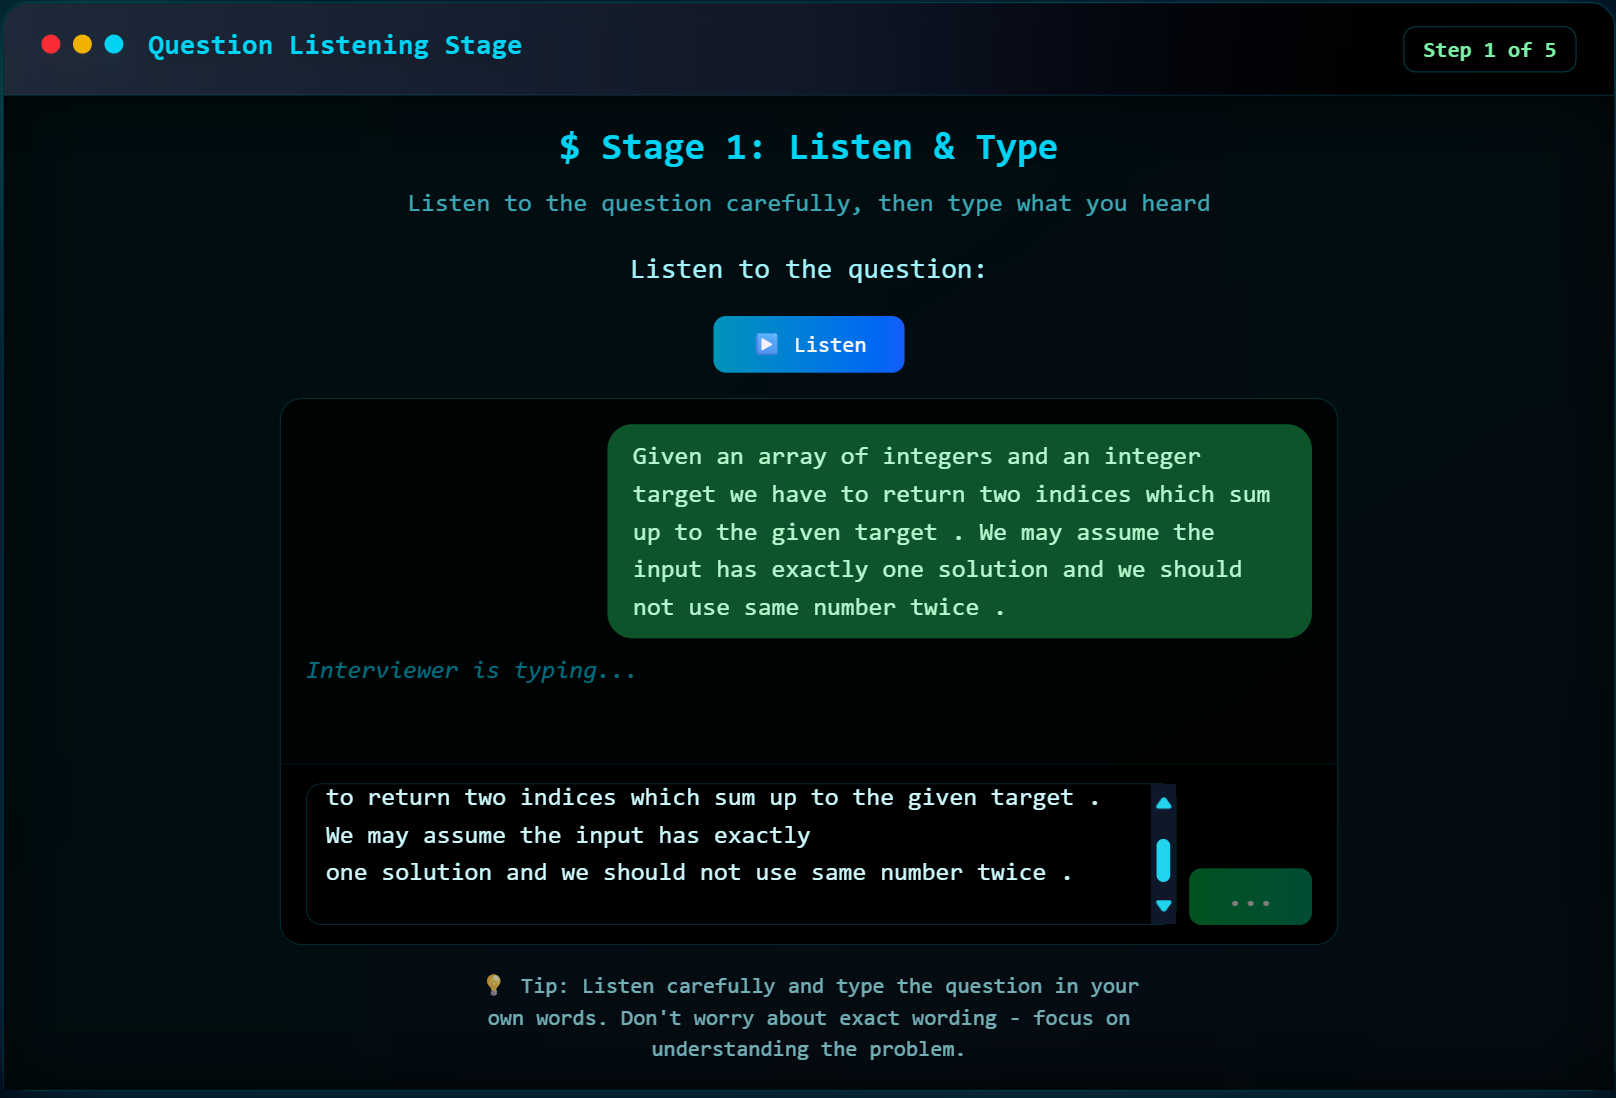 Question Listening Stage
Step 1 of 5
$ Stage 1: Listen & Type
Listen to the question carefully, then type what you heard
Listen to the question:
Listen
Given an array of integers and an integer
target we have to return two indices which sum
up to the given target . We may assume the
input has exactly one solution and we should
not use same number twice .
Interviewer is typing...
to return two indices which sum up to the given target .
We may assume the input has exactly
one solution and we should not use same number twice .
...
Tip: Listen carefully and type the question in your
own words. Don't worry about exact wording - focus on
understanding the problem.